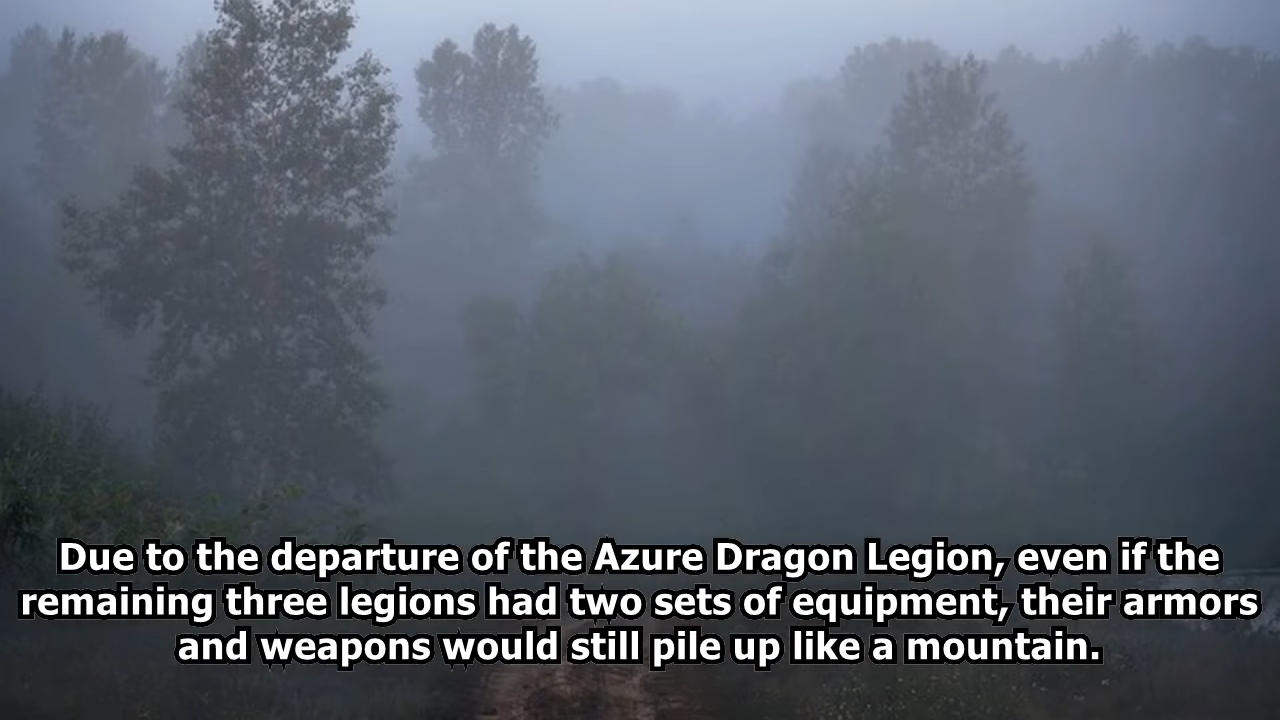 Due to the departure of the Azure Dragon Legion, even if the
remaining three legions had two sets of equipment, their armors
and weapons would still pile up like a mountain.